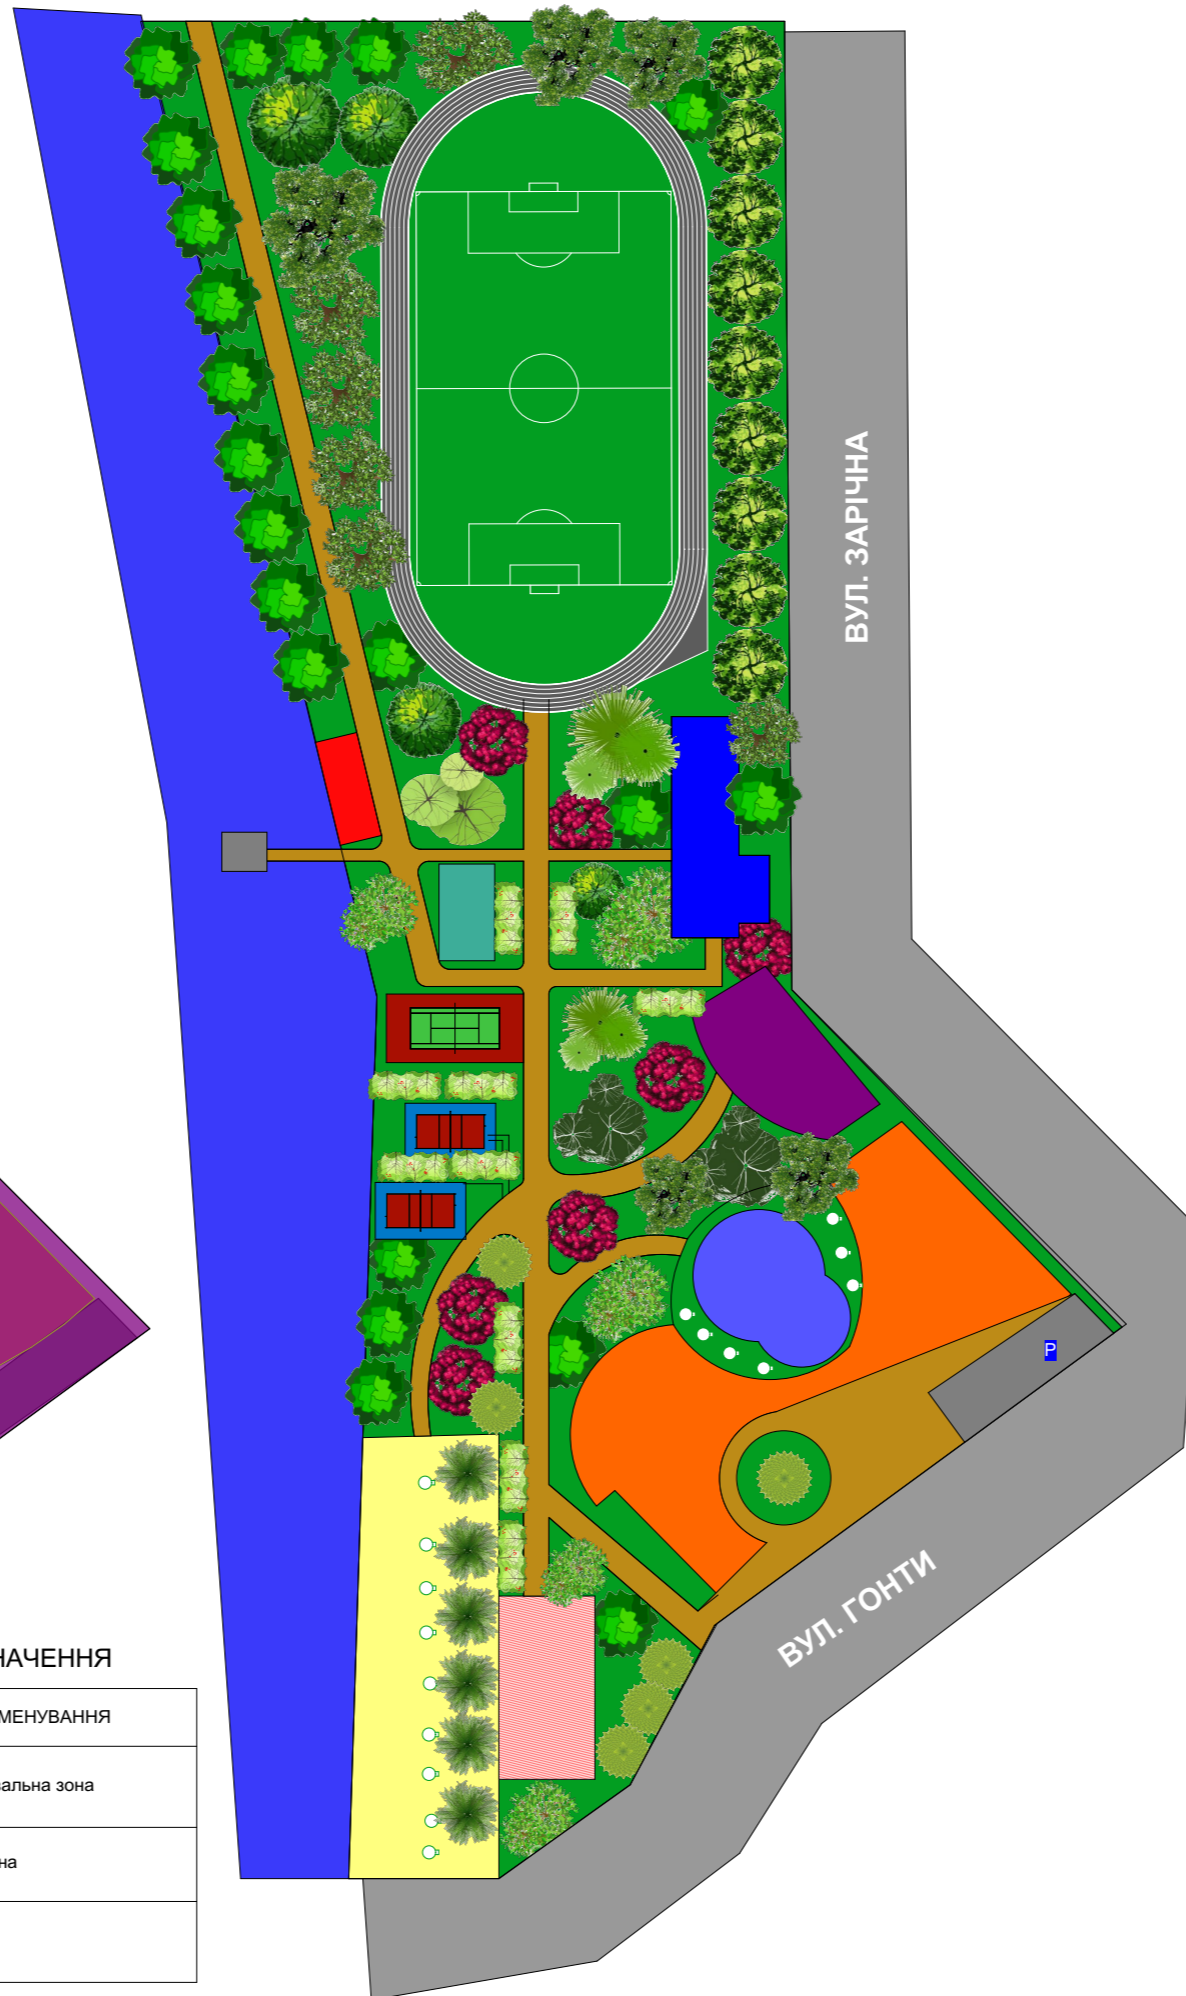 ВУЛ. ЗАРІЧНА
P
ВУЛ. ГОНТИ
НАЧЕННЯ
МЕНУВАННЯ
альна зона
на